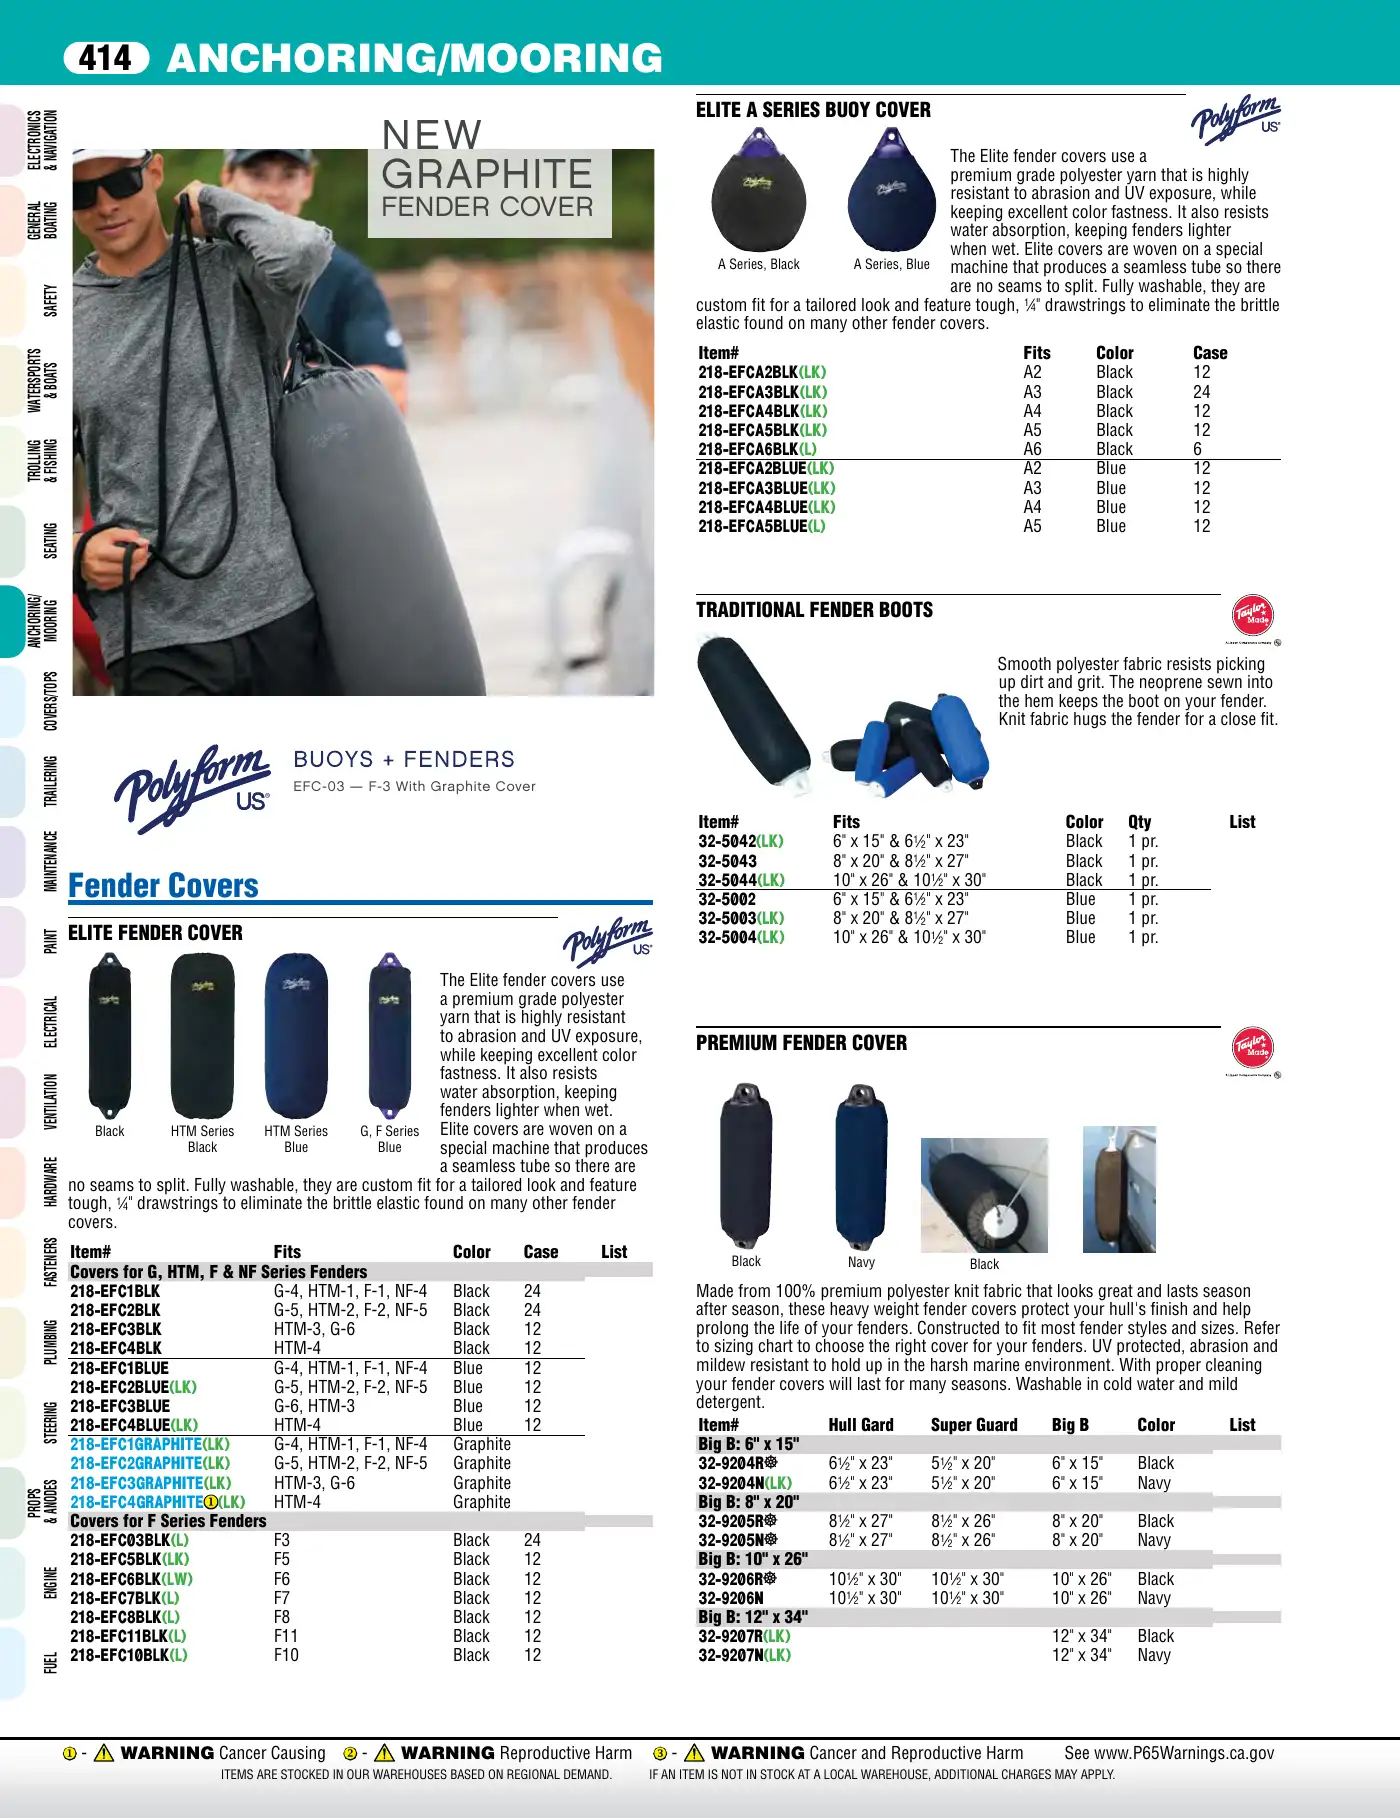 414 ANCHORING/MOORING
ELECTRONICS
& NAVIGATION
GENERAL
BOATING
SAFETY
WATERSPORTS
& BOATS
TROLLING
& FISHING
SEATING
ANCHORING/
MOORING
COVERS/TOPS
TRAILERING
MAINTENANCE
PAINT
ELECTRICAL
VENTILATION
HARDWARE
FASTENERS
PLUMBING
STEERING
PROPS
& ANODES
ENGINE
FUEL
NEW
GRAPHITE
FENDER COVER
Polyform
US®
BUOYS + FENDERS
EFC-03 — F-3 With Graphite Cover
Fender Covers
ELITE FENDER COVER
Polyform
US®
Black
HTM Series
Black
HTM Series
Blue
G, F Series
Blue
The Elite fender covers use
a premium grade polyester
yarn that is highly resistant
to abrasion and UV exposure,
while keeping excellent color
fastness. It also resists
water absorption, keeping
fenders lighter when wet.
Elite covers are woven on a
special machine that produces
a seamless tube so there are
no seams to split. Fully washable, they are custom fit for a tailored look and feature
tough, ¼" drawstrings to eliminate the brittle elastic found on many other fender
covers.
Item# Fits Color Case List
Covers for G, HTM, F & NF Series Fenders
218-EFC1BLK G-4, HTM-1, F-1, NF-4 Black 24
218-EFC2BLK G-5, HTM-2, F-2, NF-5 Black 24
218-EFC3BLK HTM-3, G-6 Black 12
218-EFC4BLK HTM-4 Black 12
218-EFC1BLUE G-4, HTM-1, F-1, NF-4 Blue 12
218-EFC2BLUE(LK) G-5, HTM-2, F-2, NF-5 Blue 12
218-EFC3BLUE G-6, HTM-3 Blue 12
218-EFC4BLUE(LK) HTM-4 Blue 12
218-EFC1GRAPHITE(LK) G-4, HTM-1, F-1, NF-4 Graphite
218-EFC2GRAPHITE(LK) G-5, HTM-2, F-2, NF-5 Graphite
218-EFC3GRAPHITE(LK) HTM-3, G-6 Graphite
218-EFC4GRAPHITE①(LK) HTM-4 Graphite
Covers for F Series Fenders
218-EFC03BLK(L) F3 Black 24
218-EFC5BLK(LK) F5 Black 12
218-EFC6BLK(LW) F6 Black 12
218-EFC7BLK(L) F7 Black 12
218-EFC8BLK(L) F8 Black 12
218-EFC11BLK(L) F11 Black 12
218-EFC10BLK(L) F10 Black 12
ELITE A SERIES BUOY COVER
Polyform
US®
A Series, Black
A Series, Blue
The Elite fender covers use a
premium grade polyester yarn that is highly
resistant to abrasion and UV exposure, while
keeping excellent color fastness. It also resists
water absorption, keeping fenders lighter
when wet. Elite covers are woven on a special
machine that produces a seamless tube so there
are no seams to split. Fully washable, they are
custom fit for a tailored look and feature tough, ¼" drawstrings to eliminate the brittle
elastic found on many other fender covers.
Item# Fits Color Case
218-EFCA2BLK(LK) A2 Black 12
218-EFCA3BLK(LK) A3 Black 24
218-EFCA4BLK(LK) A4 Black 12
218-EFCA5BLK(LK) A5 Black 12
218-EFCA6BLK(L) A6 Black 6
218-EFCA2BLUE(LK) A2 Blue 12
218-EFCA3BLUE(LK) A3 Blue 12
218-EFCA4BLUE(LK) A4 Blue 12
218-EFCA5BLUE(L) A5 Blue 12
TRADITIONAL FENDER BOOTS
Taylor
Made
Smooth polyester fabric resists picking
up dirt and grit. The neoprene sewn into
the hem keeps the boot on your fender.
Knit fabric hugs the fender for a close fit.
Item# Fits Color Qty List
32-5042(LK) 6" x 15" & 6½" x 23" Black 1 pr.
32-5043 8" x 20" & 8½" x 27" Black 1 pr.
32-5044(LK) 10" x 26" & 10½" x 30" Black 1 pr.
32-5002 6" x 15" & 6½" x 23" Blue 1 pr.
32-5003(LK) 8" x 20" & 8½" x 27" Blue 1 pr.
32-5004(LK) 10" x 26" & 10½" x 30" Blue 1 pr.
PREMIUM FENDER COVER
Taylor
Made
Black
Navy
Black
Made from 100% premium polyester knit fabric that looks great and lasts season
after season, these heavy weight fender covers protect your hull's finish and help
prolong the life of your fenders. Constructed to fit most fender styles and sizes. Refer
to sizing chart to choose the right cover for your fenders. UV protected, abrasion and
mildew resistant to hold up in the harsh marine environment. With proper cleaning
your fender covers will last for many seasons. Washable in cold water and mild
detergent.
Item# Hull Gard Super Guard Big B Color List
Big B: 6" x 15"
32-9204R 6½" x 23" 5½" x 20" 6" x 15" Black
32-9204N(LK) 6½" x 23" 5½" x 20" 6" x 15" Navy
Big B: 8" x 20"
32-9205R 8½" x 27" 8½" x 26" 8" x 20" Black
32-9205N 8½" x 27" 8½" x 26" 8" x 20" Navy
Big B: 10" x 26"
32-9206R 10½" x 30" 10½" x 30" 10" x 26" Black
32-9206N 10½" x 30" 10½" x 30" 10" x 26" Navy
Big B: 12" x 34"
32-9207R(LK) 12" x 34" Black
32-9207N(LK) 12" x 34" Navy
① - ⚠ WARNING Cancer Causing ② - ⚠ WARNING Reproductive Harm ③ - ⚠ WARNING Cancer and Reproductive Harm See www.P65Warnings.ca.gov
ITEMS ARE STOCKED IN OUR WAREHOUSES BASED ON REGIONAL DEMAND. IF AN ITEM IS NOT IN STOCK AT A LOCAL WAREHOUSE, ADDITIONAL CHARGES MAY APPLY.